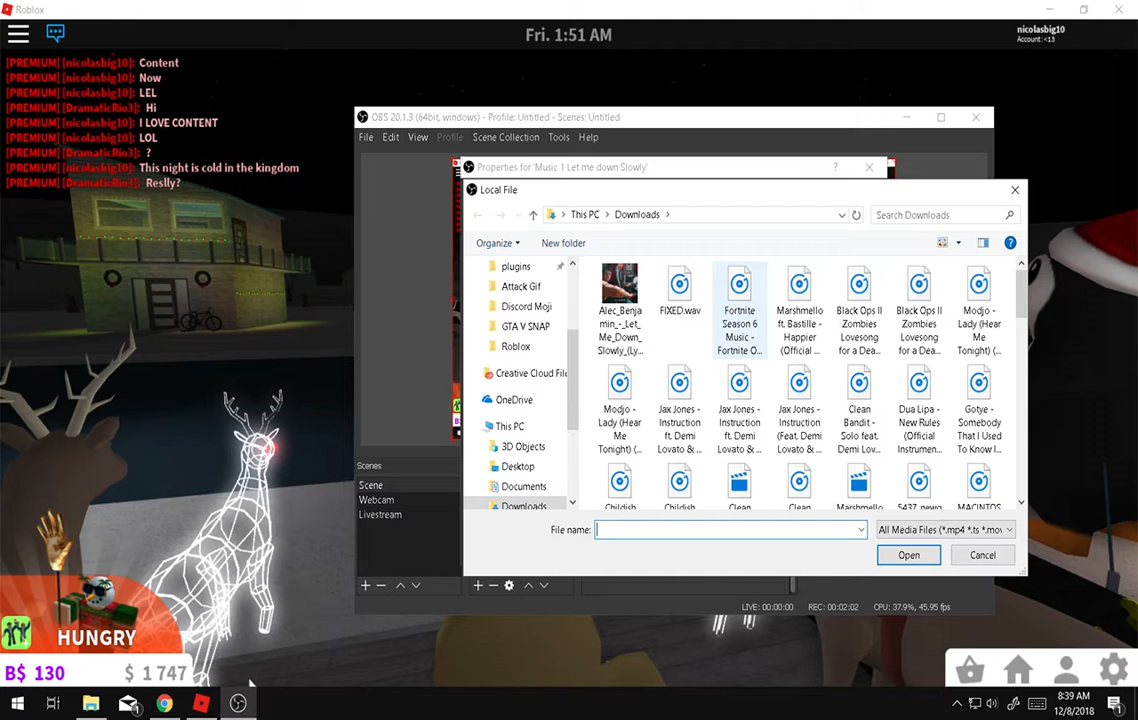 Roblox
Fri. 1:51 AM
nicolasbig10
Account: <13
[PREMIUM] [nicolasbig10]: Content
[PREMIUM] [nicolasbig10]: Now
[PREMIUM] [nicolasbig10]: LEL
[PREMIUM] [DramaticRio3]: Hi
[PREMIUM] [nicolasbig10]: I LOVE CONTENT
[PREMIUM] [nicolasbig10]: LOL
[PREMIUM] [DramaticRio3]: ?
[PREMIUM] [nicolasbig10]: This night is cold in the kingdom
[PREMIUM] [DramaticRio3]: Reslly?
OBS 20.1.3 (64bit, windows) - Profile: Untitled - Scenes: Untitled
File Edit View Profile Scene Collection Tools Help
Properties for 'Music 1 Let me down Slowly'
Local File
This PC > Downloads >
Search Downloads
Organize
New folder
plugins
Attack Gif
Discord Moji
GTA V SNAP
Roblox
Creative Cloud File
OneDrive
This PC
3D Objects
Desktop
Documents
Downloads
Alec_Benja
min_-_Let_
Me_Down_
Slowly_(Ly...
FIXED.wav
Fortnite
Season 6
Music -
Fortnite O...
Marshmello
ft. Bastille -
Happier
(Official ...
Black Ops II
Zombies
Lovesong
for a Dea...
Black Ops II
Zombies
Lovesong
for a Dea...
Modjo -
Lady (Hear
Me
Tonight) (...
Modjo -
Lady (Hear
Me
Tonight) (...
Jax Jones -
Instruction
ft. Demi
Lovato & ...
Jax Jones -
Instruction
ft. Demi
Lovato & ...
Jax Jones -
Instruction
(Feat. Demi
Lovato & ...
Clean
Bandit -
Solo feat.
Demi Lov...
Dua Lipa -
New Rules
(Official
Instrumen...
Gotye -
Somebody
That I Used
To Know I...
Childish
Childish
Clean
Clean
Marshmello
MACINTOS
File name:
All Media Files (*.mp4 *.ts *.mov
Open
Cancel
Scenes
Scene
Webcam
Livestream
LIVE: 00:00:00
REC: 00:02:02
CPU: 37.9%, 45.95 fps
HUNGRY
B$ 130
$ 1 747
8:39 AM
12/8/2018